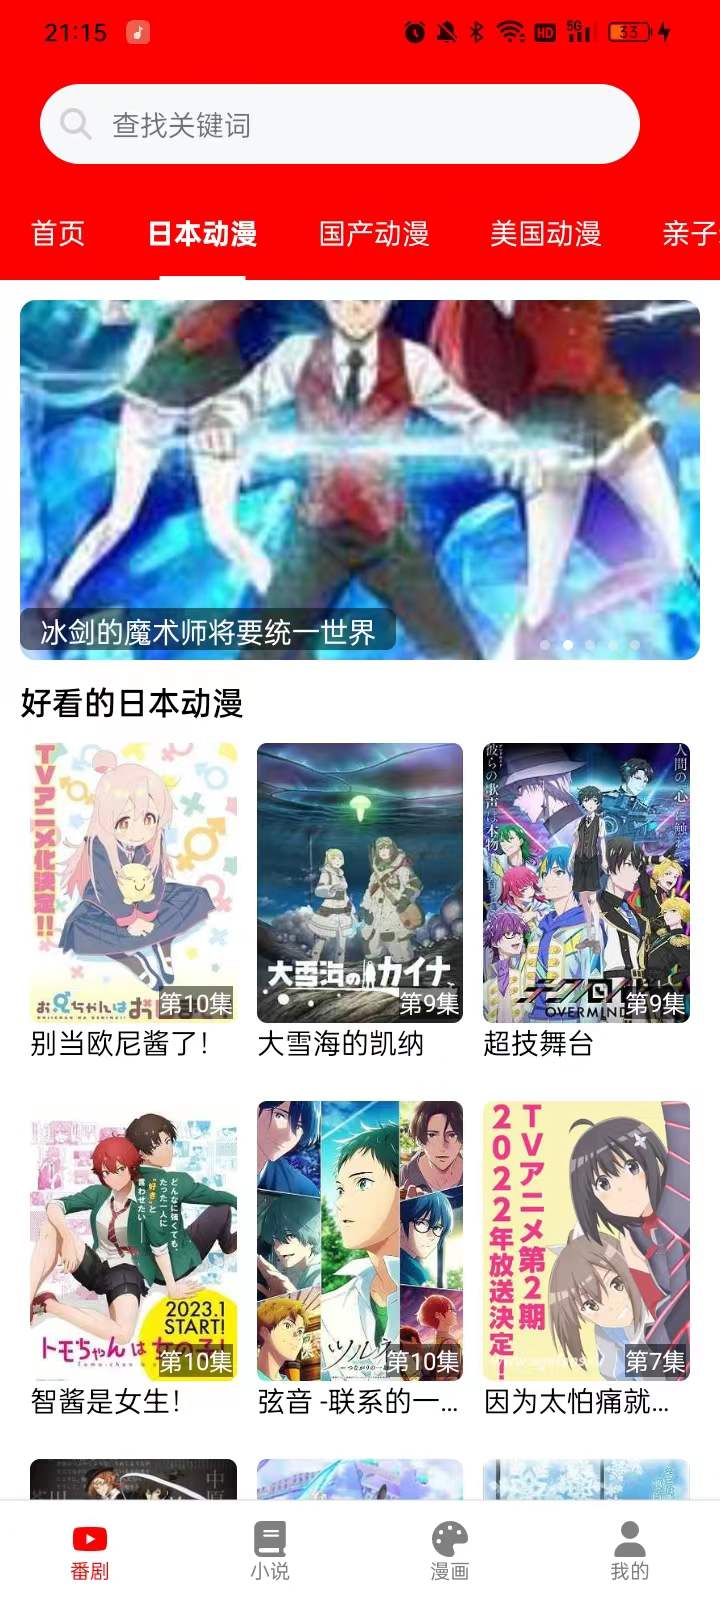 21:15
HD
5G
33
查找关键词
首页
日本动漫
国产动漫
美国动漫
亲子
冰剑的魔术师将要统一世界
好看的日本动漫
TVアニメ化決定!!
お兄ちゃんはお
第10集
别当欧尼酱了!
大雪海のカイナ
第9集
大雪海的凯纳
彼らの歌声は本物
人間の心に触
OVERMIND
第9集
超技舞台
どんなに強くても、
たった一人に
"好き"と
言わせたい
2023.1
START!
トモちゃんは女の子!
第10集
智酱是女生!
ツルネ
第10集
弦音 -联系的一...
TVアニメ第2期
2022年放送決定!
第7集
因为太怕痛就...
番剧
小说
漫画
我的